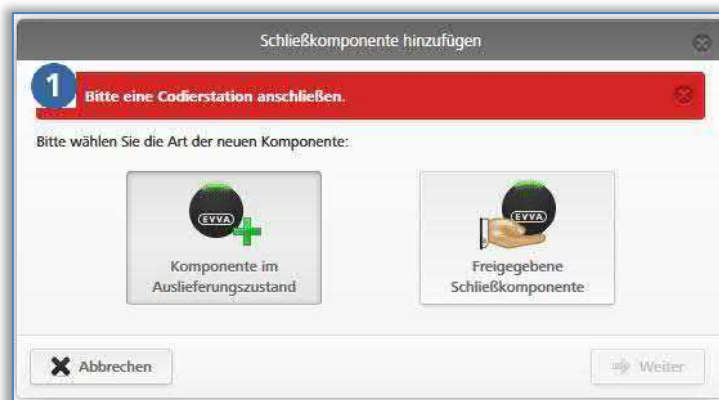 Schließkomponente hinzufügen
1
Bitte eine Codierstation anschließen.
Bitte wählen Sie die Art der neuen Komponente:
EVVA
EVVA
Komponente im
Auslieferungszustand
Freigegebene
Schließkomponente
Abbrechen
Weiter